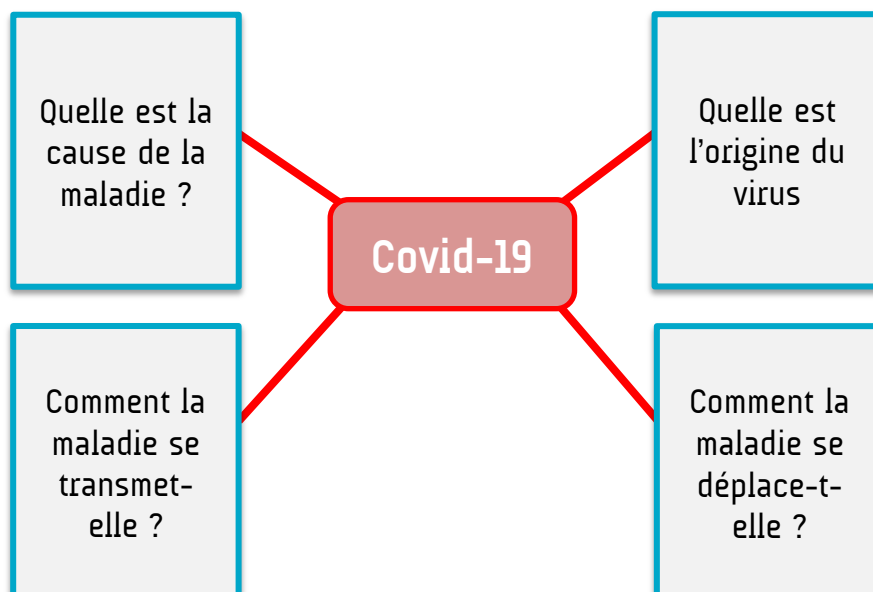 Quelle est la
cause de la
maladie ?
Quelle est
l'origine du
virus
Covid-19
Comment la
maladie se
transmet-
elle ?
Comment la
maladie se
déplace-t-
elle ?